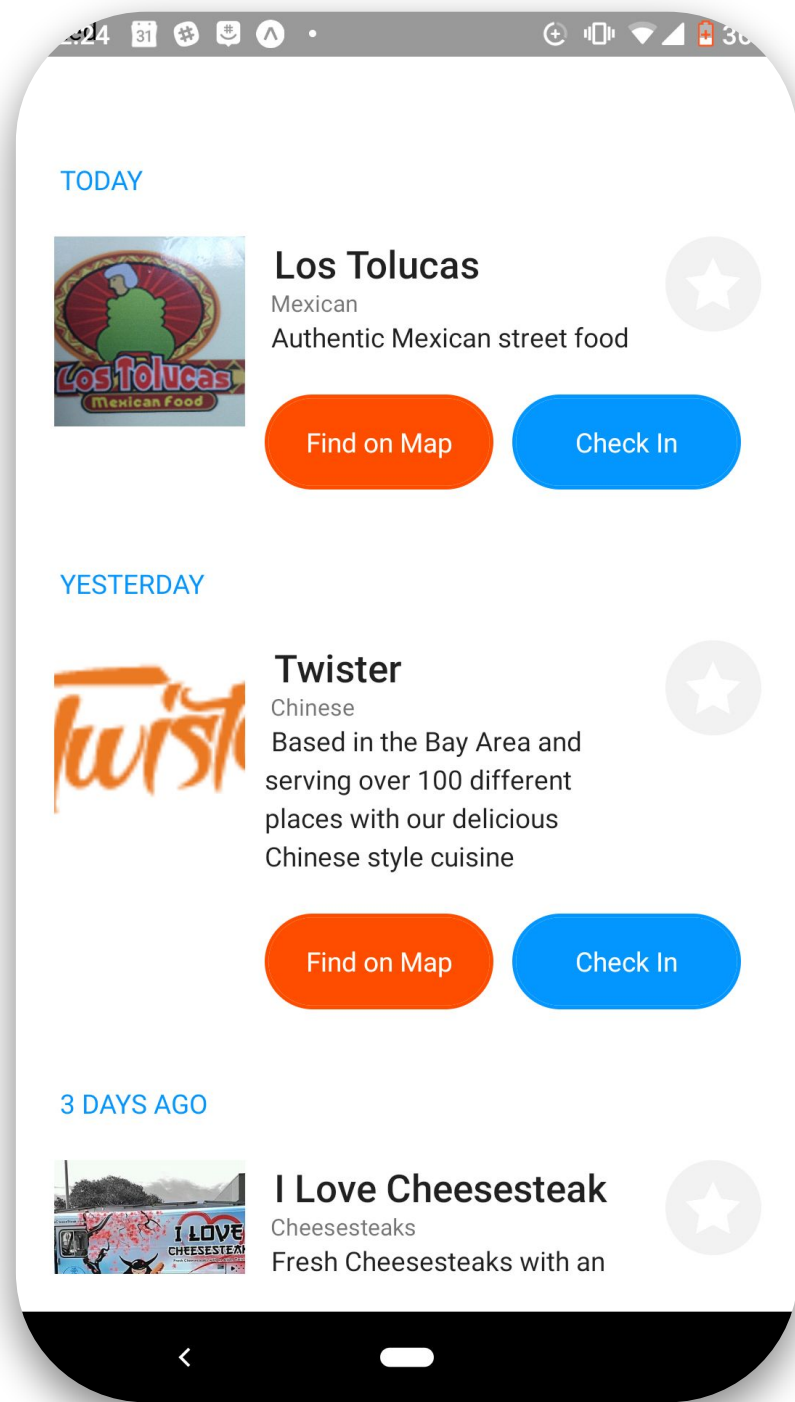 31
TODAY
Los Tolucas
Mexican
Authentic Mexican street food
Los Tolucas
Mexican Food
Find on Map
Check In
YESTERDAY
Twister
Chinese
Based in the Bay Area and
serving over 100 different
places with our delicious
Chinese style cuisine
Find on Map
Check In
3 DAYS AGO
I Love Cheesesteak
Cheesesteaks
Fresh Cheesesteaks with an
I LOVE